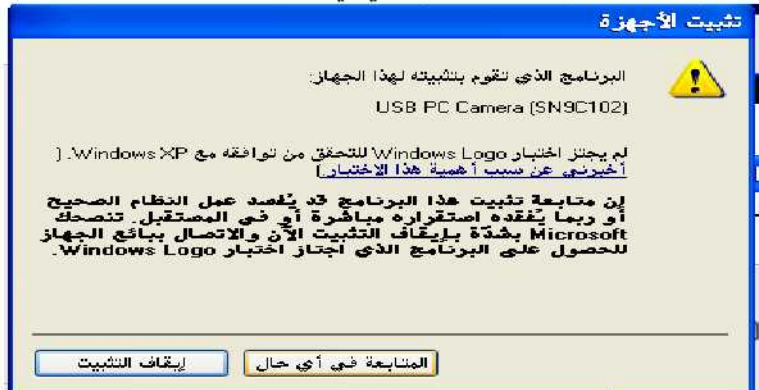 تثبيت الأجهزة
البرنامج الذي تقوم بتثبيته لهذا الجهاز:
USB PC Camera (SN9C102)
لم يجتز اختبار Windows Logo للتحقق من توافقه مع Windows XP. (
أخبرني عن سبب أهمية هذا الاختبار.)
إن متابعة تثبيت هذا البرنامج قد يُفسد عمل النظام الصحيح
أو ربما يُفقده استقراره مباشرة أو في المستقبل. تنصحك
Microsoft بشدّة بإيقاف التثبيت الآن والاتصال ببائع الجهاز
للحصول على البرنامج الذي اجتاز اختبار Windows Logo.
المتابعة في أي حال
إيقاف التثبيت